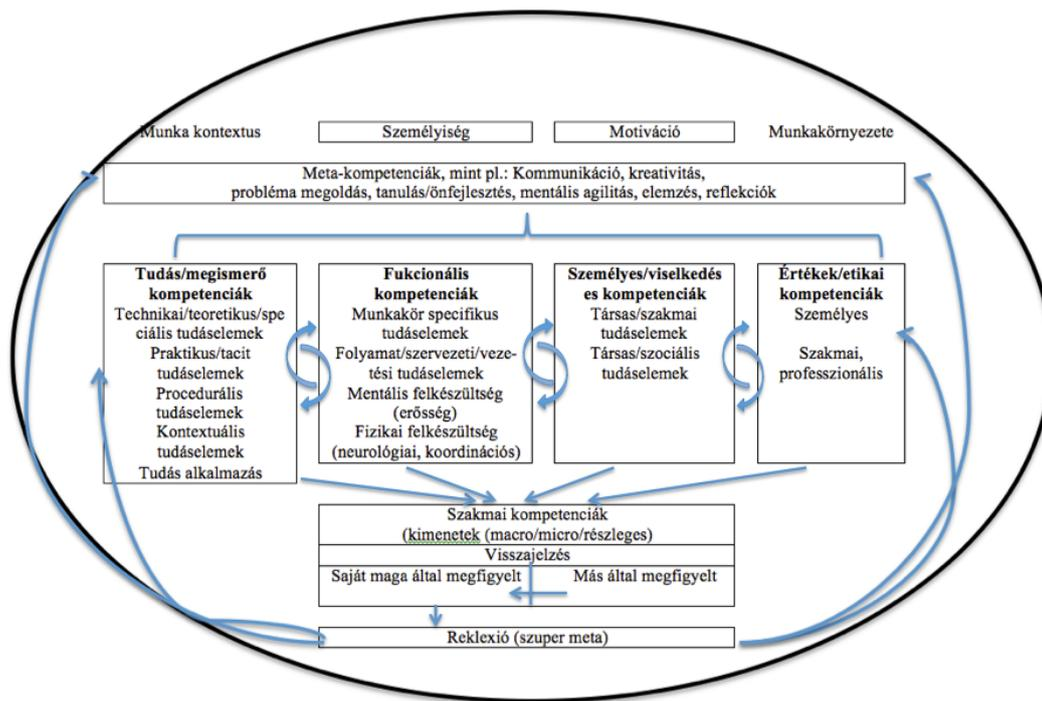 Munka kontextus
Személyiség
Motiváció
Munkakörnyezete
Meta-kompetenciák, mint pl.: Kommunikáció, kreativitás,
probléma megoldás, tanulás/önfejlesztés, mentális agilitás, elemzés, reflekciók
Tudás/megismerő
kompetenciák
Technikai/teoretikus/spe
ciális tudáselemek
Praktikus/tacit
tudáselemek
Procedurális
tudáselemek
Kontextuális
tudáselemek
Tudás alkalmazás
Fukcionális
kompetenciák
Munkakör specifikus
tudáselemek
Folyamat/szervezeti/veze-
tési tudáselemek
Mentális felkészültség
(erősség)
Fizikai felkészültség
(neurológiai, koordinációs)
Személyes/viselkedés
es kompetenciák
Társas/szakmai
tudáselemek
Társas/szociális
tudáselemek
Értékek/etikai
kompetenciák
Személyes
Szakmai,
professzionális
Szakmai kompetenciák
(kimenetek (macro/micro/részleges)
Visszajelzés
Saját maga által megfigyelt
Más által megfigyelt
Reklexió (szuper meta)